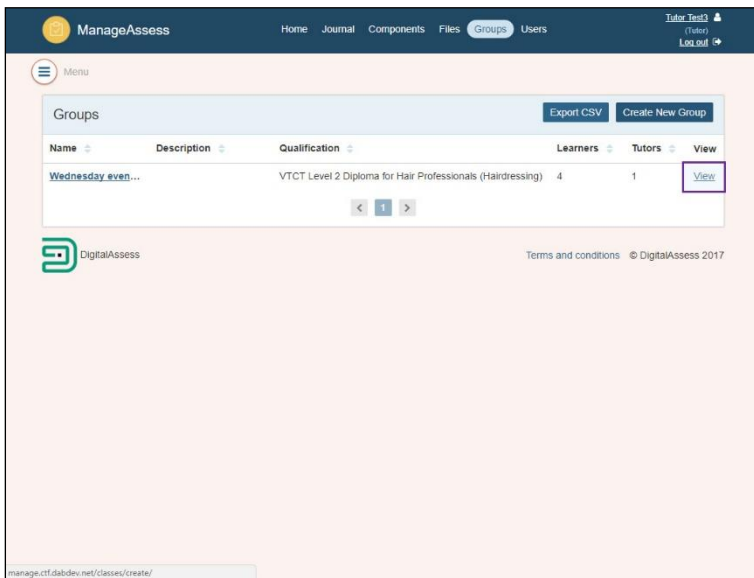 ManageAssess Home Journal Components Files Groups Users
Tutor Test3
(Tutor)
Log out
Menu
Groups Export CSV Create New Group
Name Description Qualification Learners Tutors View
Wednesday even... VTCT Level 2 Diploma for Hair Professionals (Hairdressing) 4 1 View
< 1 >
DigitalAssess Terms and conditions © DigitalAssess 2017
manage.ctf.dabdev.net/classes/create/